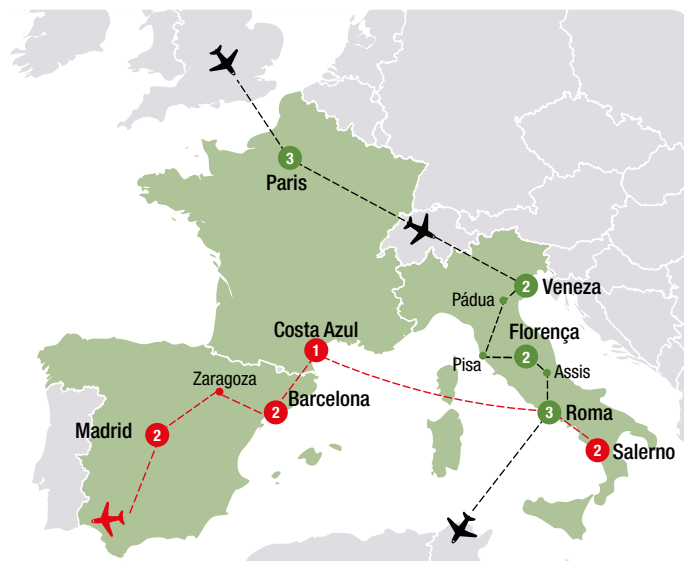 3
Paris
2
Veneza
Pádua
Costa Azul
1
Florença
2
Pisa
Assis
Zaragoza
Barcelona
2
Madrid
2
3
Roma
2
Salerno